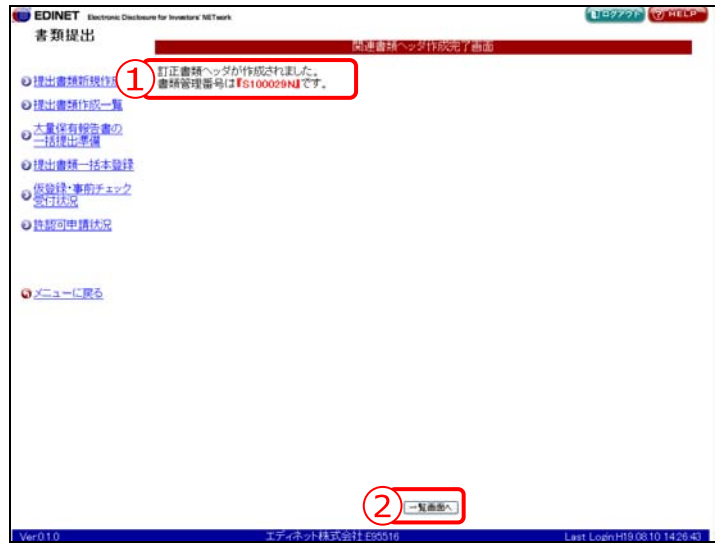 EDINET Electronic Disclosure for Investors' NETwork
ログアウト
HELP
書類提出
関連書類ヘッダ作成完了画面
①
訂正書類ヘッダが作成されました。
書類管理番号は『S100029N』です。
提出書類新規作
提出書類作成一覧
大量保有報告書の
一括提出準備
提出書類一括本登録
仮登録・事前チェック
受付状況
許認可申請状況
メニューに戻る
②
一覧画面へ
Ver.0.1.0
エディネット株式会社 E95516
Last Login:H19.08.10 14:26:43